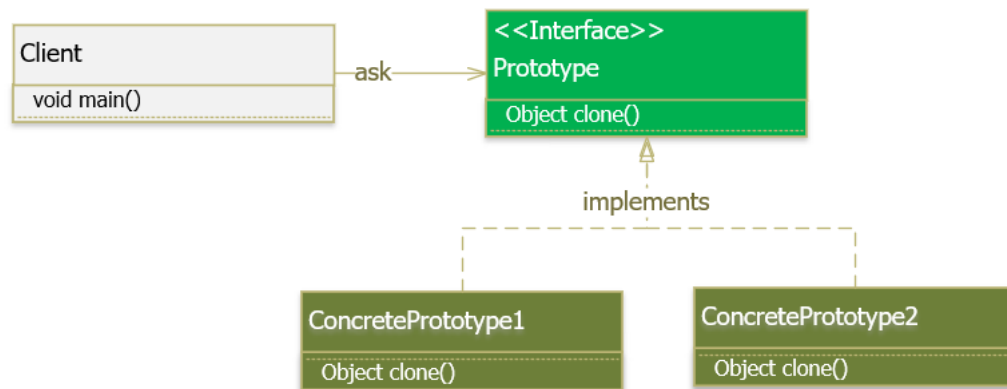 Client
void main()
ask
<<Interface>>
Prototype
Object clone()
implements
ConcretePrototype1
Object clone()
ConcretePrototype2
Object clone()